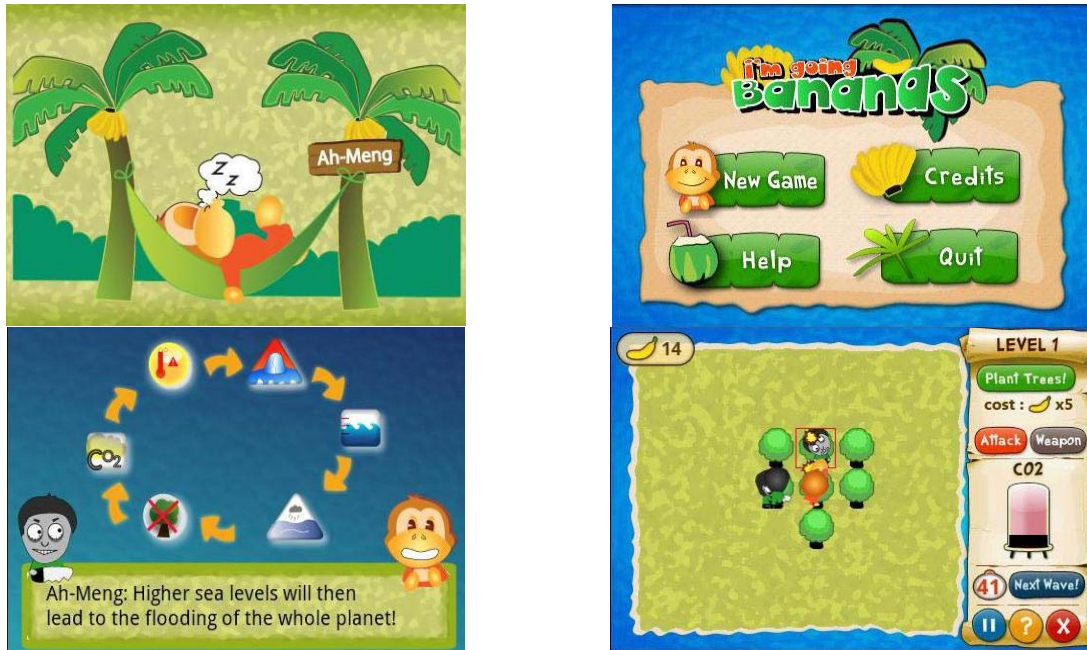 Z
z
Ah-Meng
I'm going
Bananas
New Game
Credits
Help
Quit
CO2
Ah-Meng: Higher sea levels will then
lead to the flooding of the whole planet!
14
LEVEL 1
Plant Trees!
cost : x5
Attack Weapon
CO2
41 Next Wave!
?
X